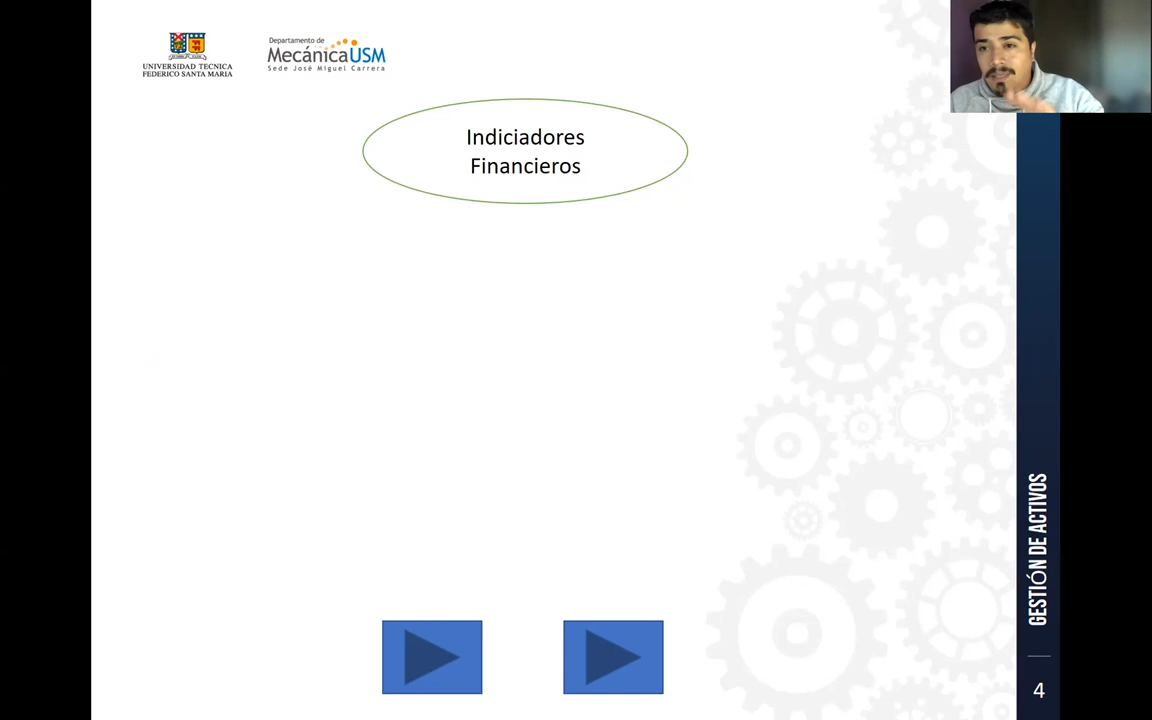 UNIVERSIDAD TECNICA
FEDERICO SANTA MARIA
Departamento de
MecánicaUSM
Sede José Miguel Carrera
Indiciadores
Financieros
GESTIÓN DE ACTIVOS
4